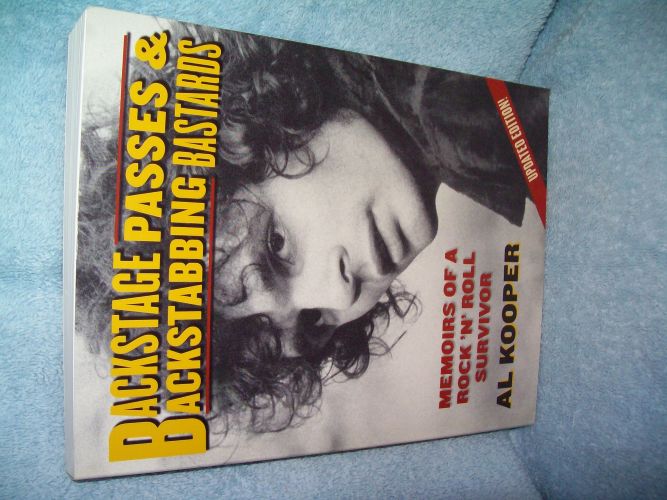 BACKSTAGE PASSES &
BACKSTABBING BASTARDS
MEMOIRS OF A
ROCK 'N' ROLL
SURVIVOR
AL KOOPER
UPDATED EDITION!